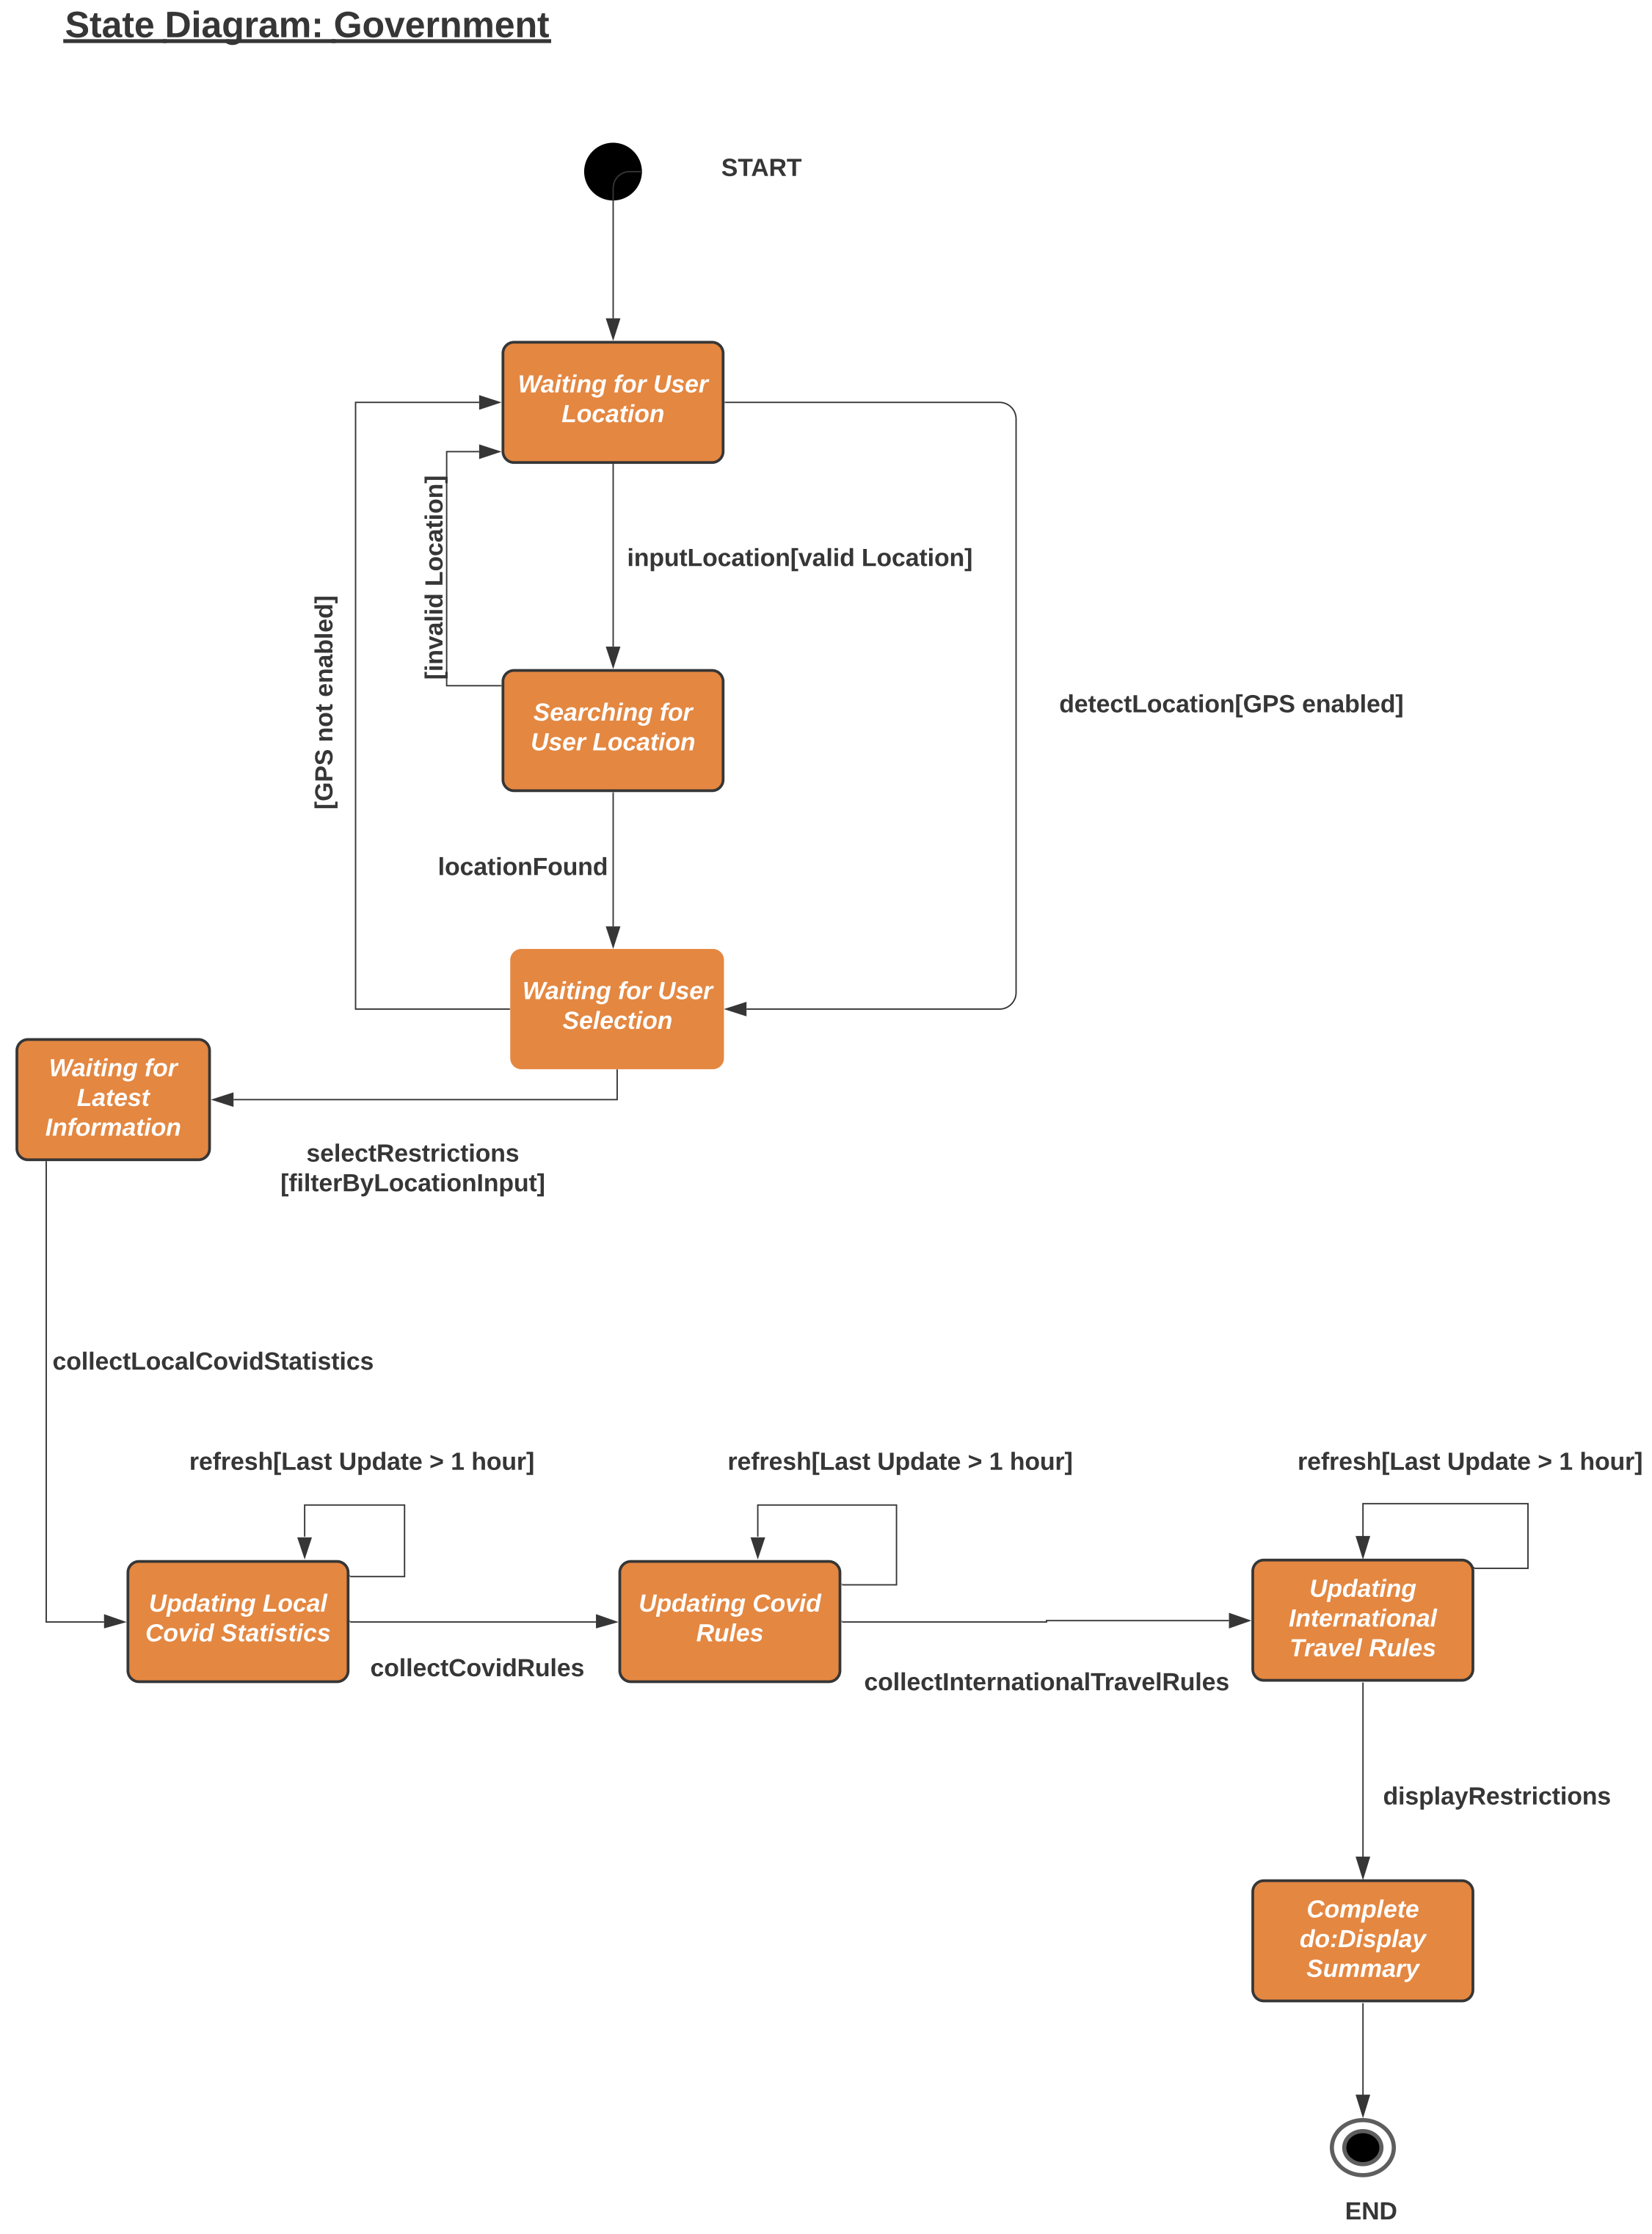 State Diagram: Government
START
Waiting for User
Location
[invalid Location]
inputLocation[valid Location]
[GPS not enabled]
detectLocation[GPS enabled]
Searching for
User Location
locationFound
Waiting for User
Selection
Waiting for
Latest
Information
selectRestrictions
[filterByLocationInput]
collectLocalCovidStatistics
refresh[Last Update > 1 hour]
refresh[Last Update > 1 hour]
refresh[Last Update > 1 hour]
Updating Local
Covid Statistics
collectCovidRules
Updating Covid
Rules
collectInternationalTravelRules
Updating
International
Travel Rules
displayRestrictions
Complete
do:Display
Summary
END